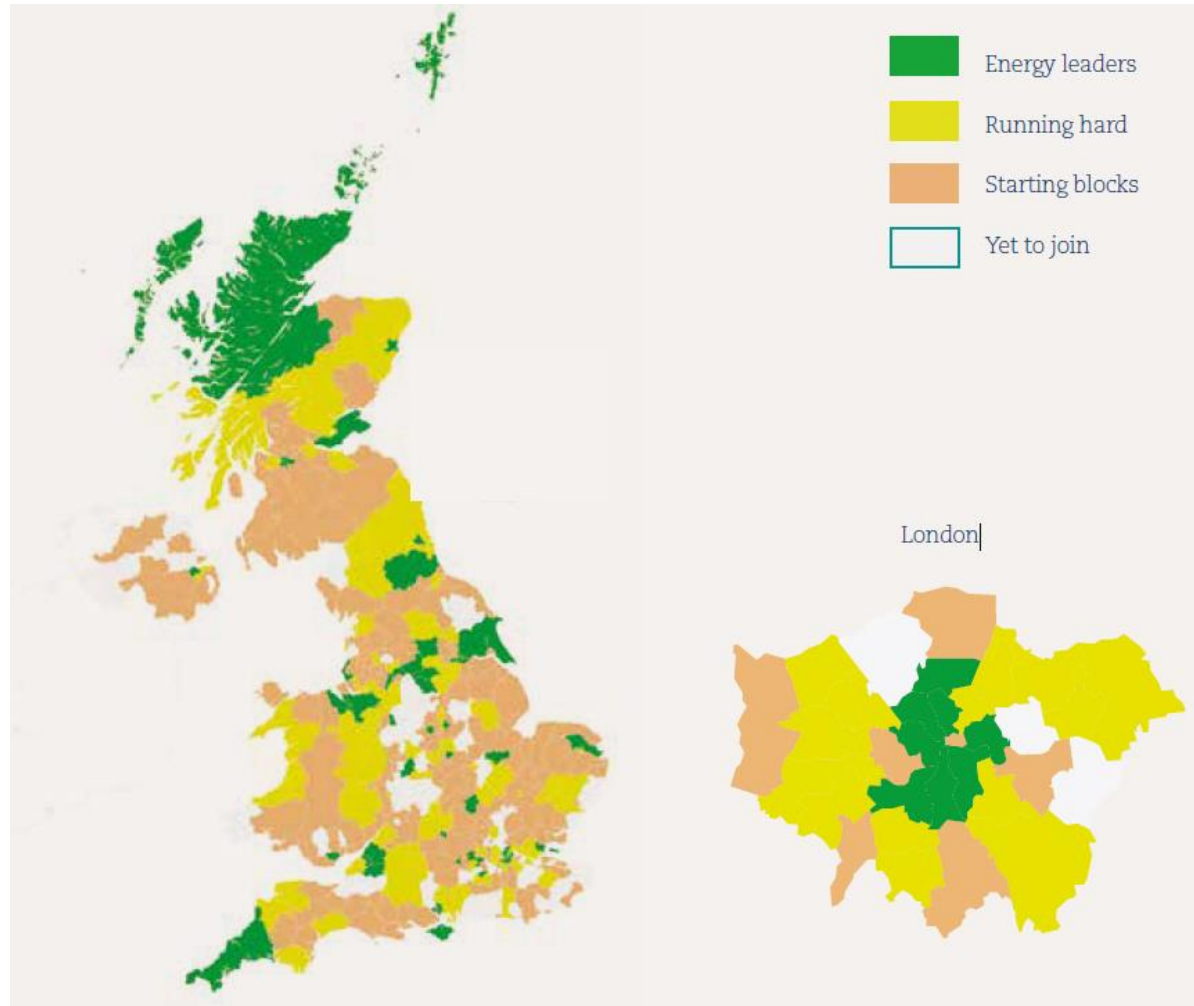 Energy leaders
Running hard
Starting blocks
Yet to join
London